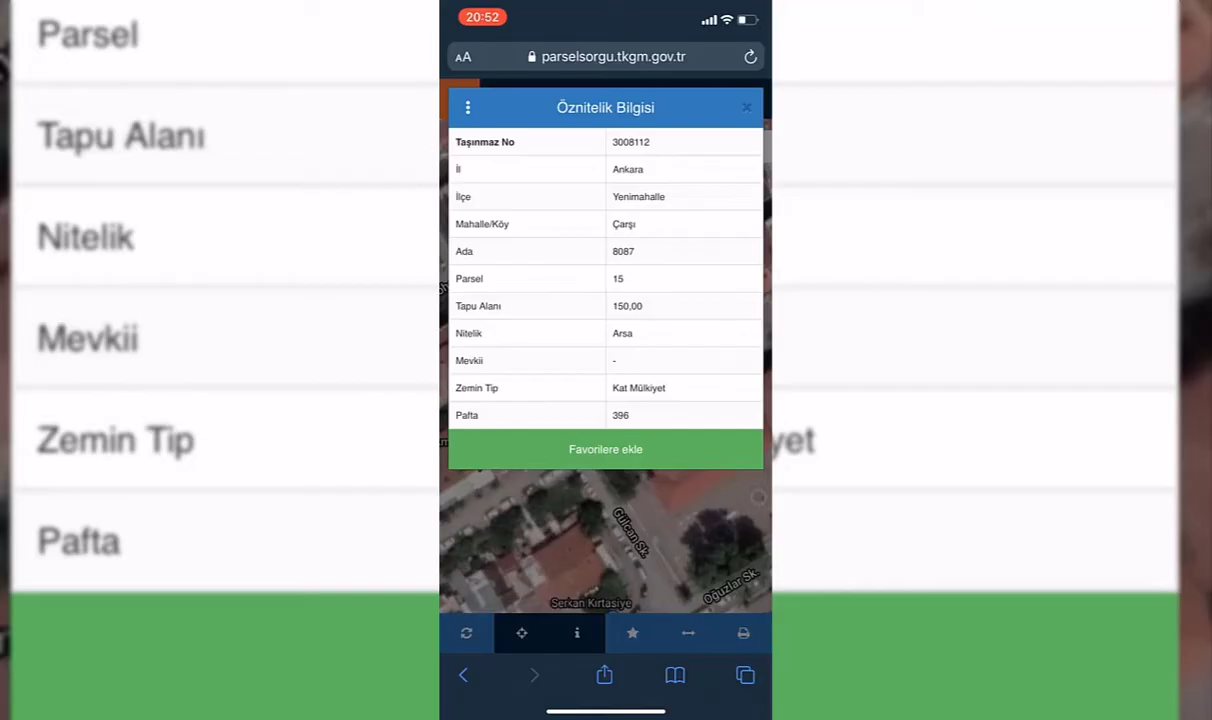 20:52
AA parselsorgu.tkgm.gov.tr
Öznitelik Bilgisi
Taşınmaz No 3008112
İl Ankara
İlçe Yenimahalle
Mahalle/Köy Çarşı
Ada 8087
Parsel 15
Tapu Alanı 150,00
Nitelik Arsa
Mevkii -
Zemin Tip Kat Mülkiyet
Pafta 396
Favorilere ekle
Gülcan Sk.
Oğuzlar Sk.
Serkan Kırtasiye
Parsel
Tapu Alanı
Nitelik
Mevkii
Zemin Tip
yet
Pafta